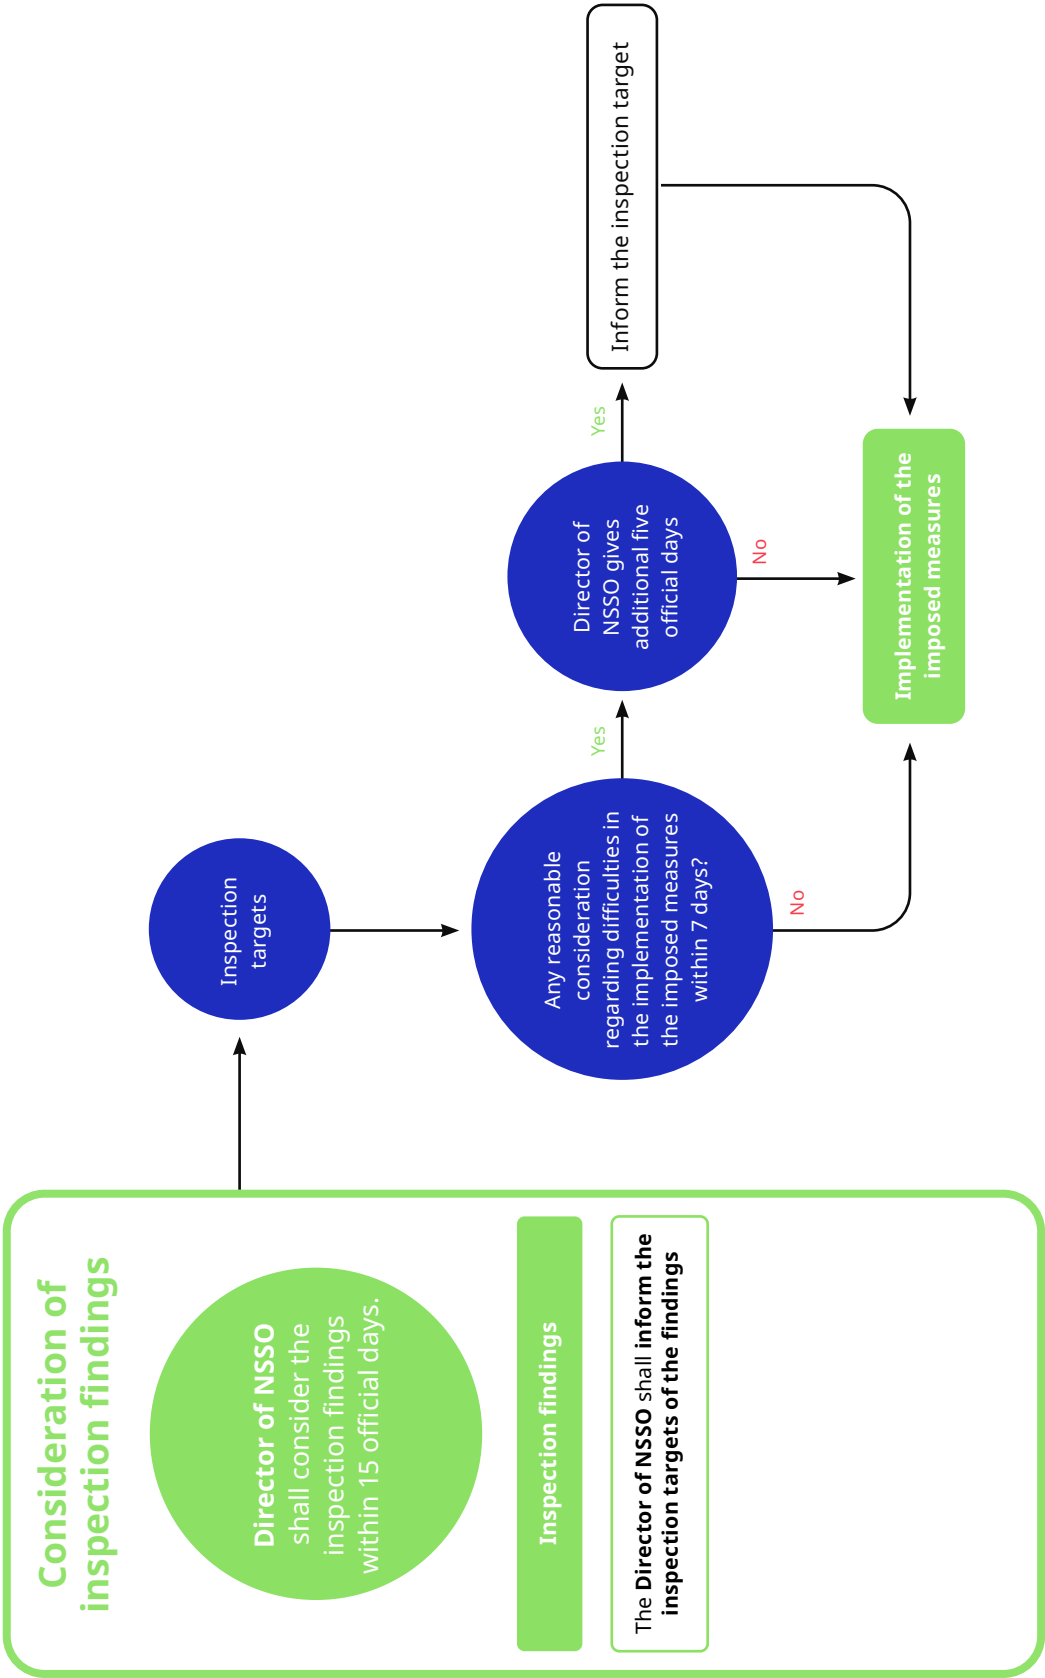 Consideration of
inspection findings
Director of NSSO
shall consider the
inspection findings
within 15 official days.
Inspection findings
The Director of NSSO shall inform the
inspection targets of the findings
Inspection
targets
Any reasonable
consideration
regarding difficulties in
the implementation of
the imposed measures
within 7 days?
Yes
No
Director of
NSSO gives
additional five
official days
Yes
No
Inform the inspection target
Implementation of the
imposed measures